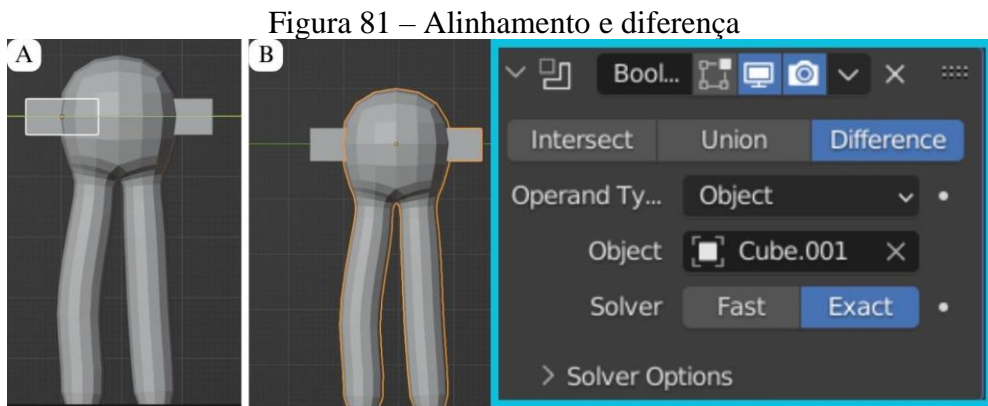 Figura 81 – Alinhamento e diferença
A
B
Bool...
Intersect Union Difference
Operand Ty... Object
Object Cube.001
Solver Fast Exact
Solver Options